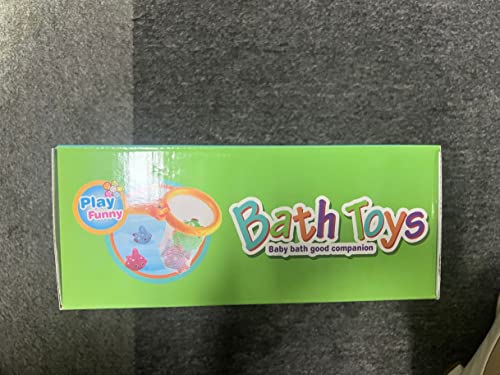 Play
Funny
Bath Toys
Baby bath good companion